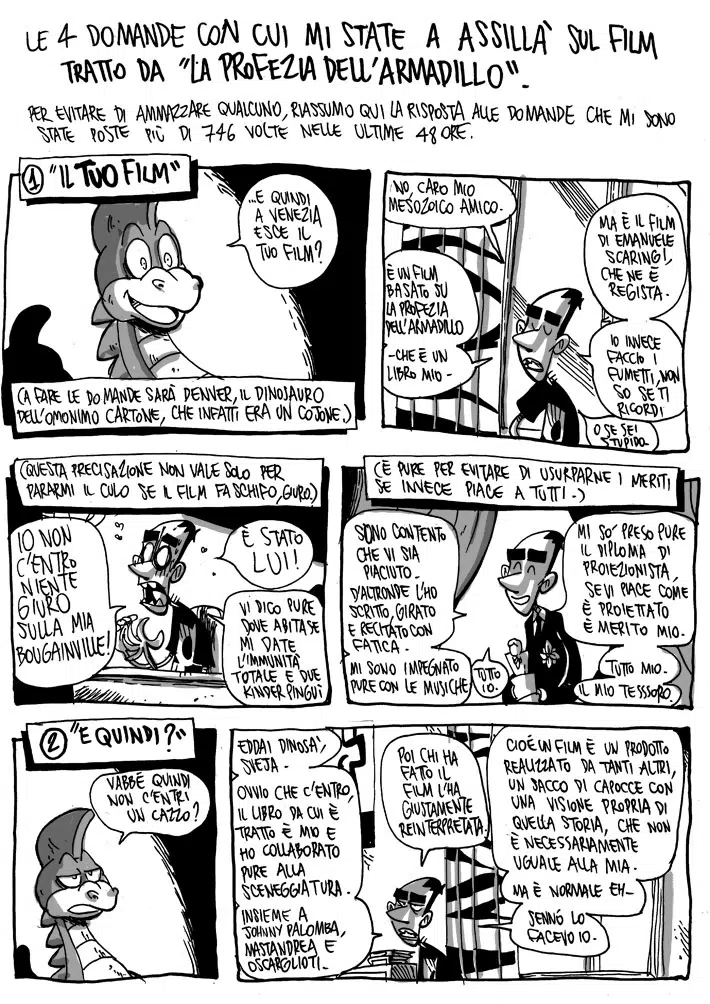 LE 4 DOMANDE CON CUI MI STATE A ASSILLÀ SUL FILM
TRATTO DA "LA PROFEZIA DELL'ARMADILLO".
PER EVITARE DI AMMAZZARE QUALCUNO, RIASSUMO QUI LA RISPOSTA ALLE DOMANDE CHE MI SONO
STATE POSTE PIÙ DI 746 VOLTE NELLE ULTIME 48 ORE.
1 "IL TUO FILM"
...E QUINDI
A VENEZIA
ESCE IL
TUO FILM?
(A FARE LE DOMANDE SARÀ DENVER, IL DINOSAURO
DELL'OMONIMO CARTONE, CHE INFATTI ERA UN COJONE.)
NO, CARO MIO
MESOZOICO AMICO.
È UN FILM
BASATO SU
LA PROFEZIA
DELL'ARMADILLO
-CHE È UN
LIBRO MIO-
MA È IL FILM
DI EMANUELE
SCARINGI,
CHE NE È
REGISTA.
IO INVECE
FACCIO I
FUMETTI, NON
SO SE TI
RICORDI
O SE SEI
STUPIDO.
(QUESTA PRECISAZIONE NON VALE SOLO PER
PARARMI IL CULO SE IL FILM FA SCHIFO, GIURO.)
IO NON
C'ENTRO
NIENTE
GIURO
SULLA MIA
BOUGAINVILLE!
È STATO
LUI!
VI DICO PURE
DOVE ABITA SE
MI DATE
L'IMMUNITÀ
TOTALE E DUE
KINDER PINGUI
(È PURE PER EVITARE DI USURPARNE I MERITI
SE INVECE PIACE A TUTTI.)
SONO CONTENTO
CHE VI SIA
PIACIUTO.
D'ALTRONDE L'HO
SCRITTO, GIRATO
E RECITATO CON
FATICA.
MI SONO IMPEGNATO
PURE CON LE MUSICHE
TUTTO
IO.
MI SO' PRESO PURE
IL DIPLOMA DI
PROIEZIONISTA,
SE VI PIACE COME
È PROIETTATO
È MERITO MIO.
TUTTO MIO.
IL MIO TESSSORO.
2 "E QUINDI?"
VABBÉ QUINDI
NON C'ENTRI
UN CAZZO?
EDDAI DINOSÀ,
SVEJA.
OVVIO CHE C'ENTRO,
IL LIBRO DA CUI È
TRATTO È MIO E
HO COLLABORATO
PURE ALLA
SCENEGGIATURA.
INSIEME A
JOHNNY PALOMBA,
MASTANDREA E
OSCAR GLIOTI.
POI CHI HA
FATTO IL
FILM L'HA
GIUSTAMENTE
REINTERPRETATA.
CIOÈ UN FILM È UN PRODOTTO
REALIZZATO DA TANTI ALTRI,
UN SACCO DI CAPOCCE CON
UNA VISIONE PROPRIA DI
QUELLA STORIA, CHE NON
È NECESSARIAMENTE
UGUALE ALLA MIA.
MA È NORMALE EH-
SENNÒ LO
FACEVO IO.